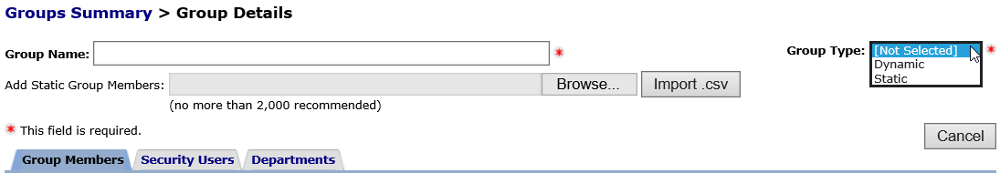 Groups Summary > Group Details
Group Name: * Group Type: [Not Selected] *
Dynamic
Static
Add Static Group Members: Browse... Import .csv
(no more than 2,000 recommended)
* This field is required.
Cancel
Group Members Security Users Departments